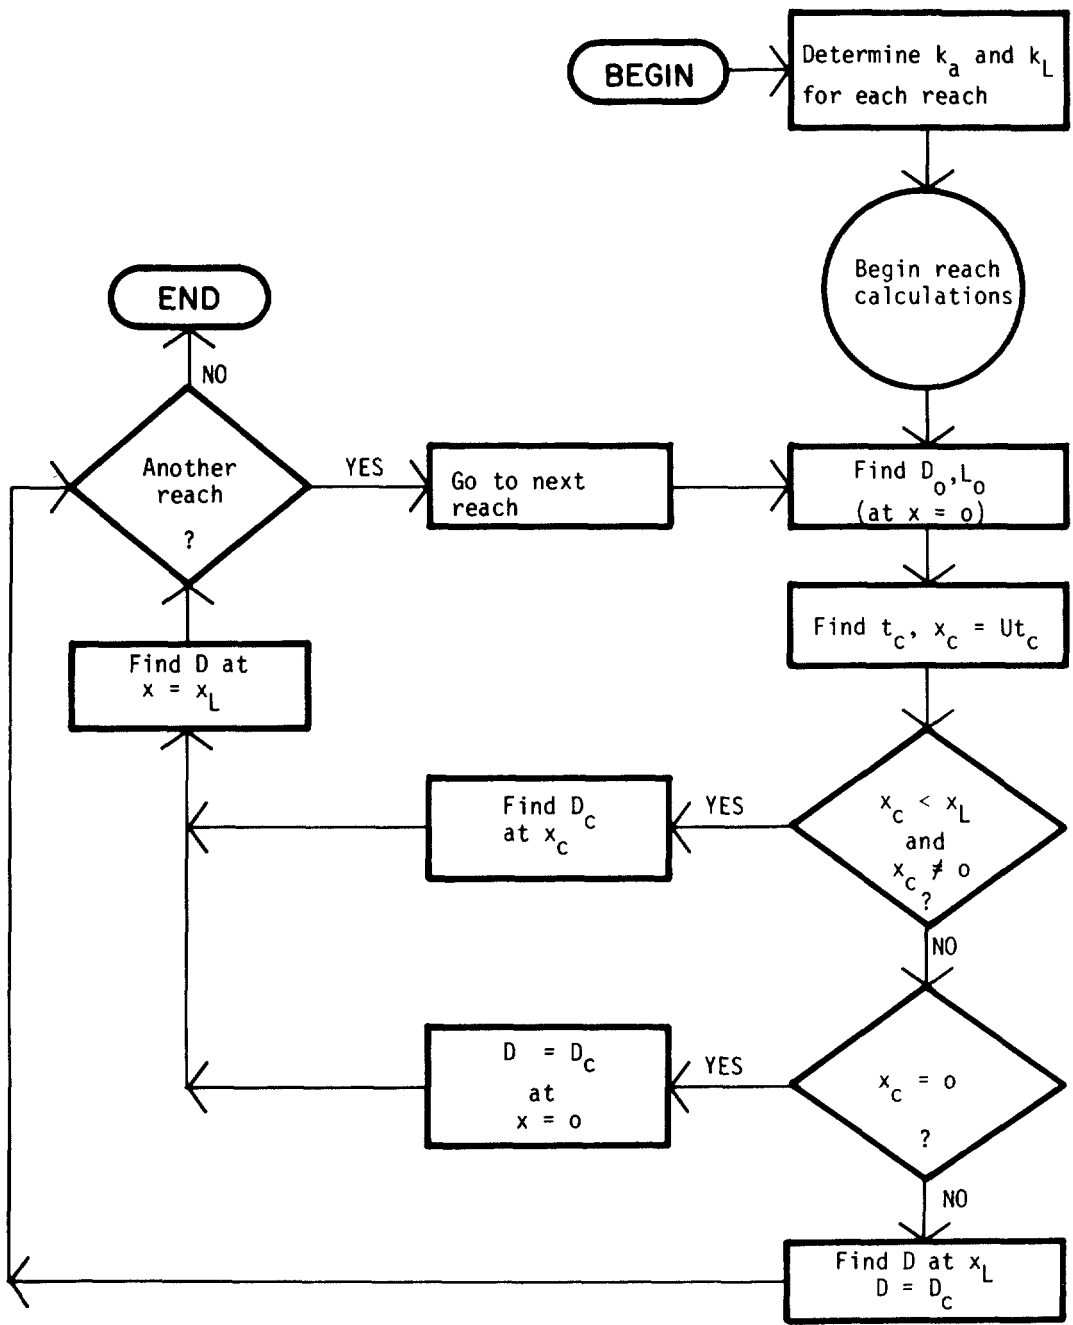 BEGIN
Determine k_a and k_L
for each reach
Begin reach
calculations
END
NO
Another
reach
?
YES
Go to next
reach
Find D_o, L_o
(at x = o)
Find t_c, x_c = Ut_c
Find D at
x = x_L
Find D_c
at x_c
YES
x_c < x_L
and
x_c ≠ o
?
NO
D = D_c
at
x = o
YES
x_c = o
?
NO
Find D at x_L
D = D_c